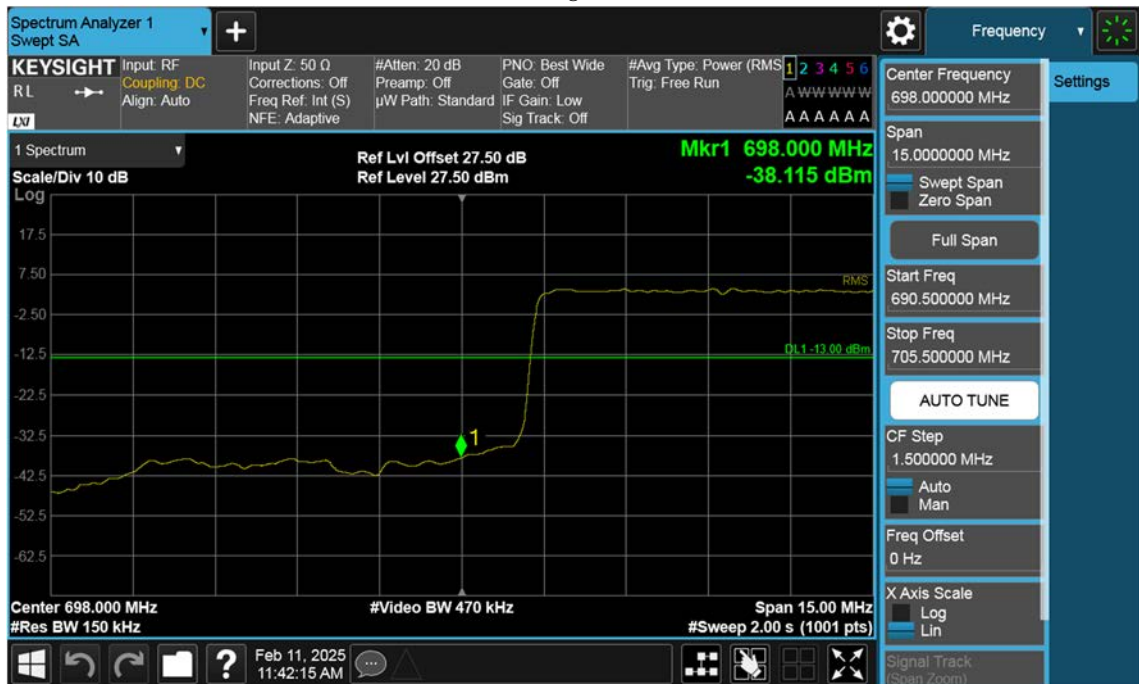 Spectrum Analyzer 1
Swept SA
+
Frequency
KEYSIGHT
R L
LXI
Input: RF
Coupling: DC
Align: Auto
Input Z: 50 Ω
Corrections: Off
Freq Ref: Int (S)
NFE: Adaptive
#Atten: 20 dB
Preamp: Off
µW Path: Standard
PNO: Best Wide
Gate: Off
IF Gain: Low
Sig Track: Off
#Avg Type: Power (RMS
Trig: Free Run
1 2 3 4 5 6
A W W W W W
A A A A A A
1 Spectrum
Scale/Div 10 dB
Log
Ref Lvl Offset 27.50 dB
Ref Level 27.50 dBm
Mkr1 698.000 MHz
-38.115 dBm
17.5
7.50
-2.50
-12.5
-22.5
-32.5
-42.5
-52.5
-62.5
RMS
DL1 -13.00 dBm
1
Center 698.000 MHz
#Res BW 150 kHz
#Video BW 470 kHz
Span 15.00 MHz
#Sweep 2.00 s (1001 pts)
Center Frequency
698.000000 MHz
Span
15.0000000 MHz
Swept Span
Zero Span
Full Span
Start Freq
690.500000 MHz
Stop Freq
705.500000 MHz
AUTO TUNE
CF Step
1.500000 MHz
Auto
Man
Freq Offset
0 Hz
X Axis Scale
Log
Lin
Signal Track
(Span Zoom)
Settings
?
Feb 11, 2025
11:42:15 AM